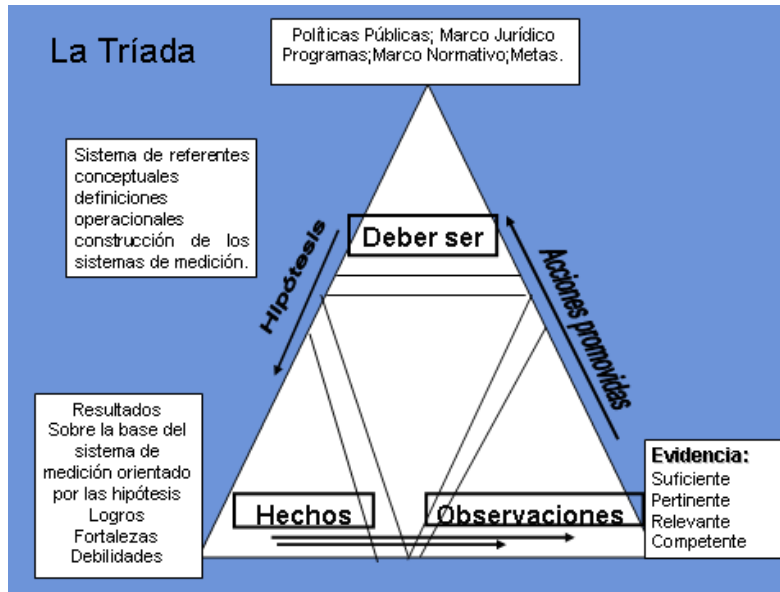 La Tríada
Políticas Públicas; Marco Jurídico
Programas;Marco Normativo;Metas.
Sistema de referentes
conceptuales
definiciones
operacionales
construcción de los
sistemas de medición.
Deber ser
Hipótesis
Acciones promovidas
Resultados
Sobre la base del
sistema de
medición orientado
por las hipótesis
Logros
Fortalezas
Debilidades
Hechos
Observaciones
Evidencia:
Suficiente
Pertinente
Relevante
Competente